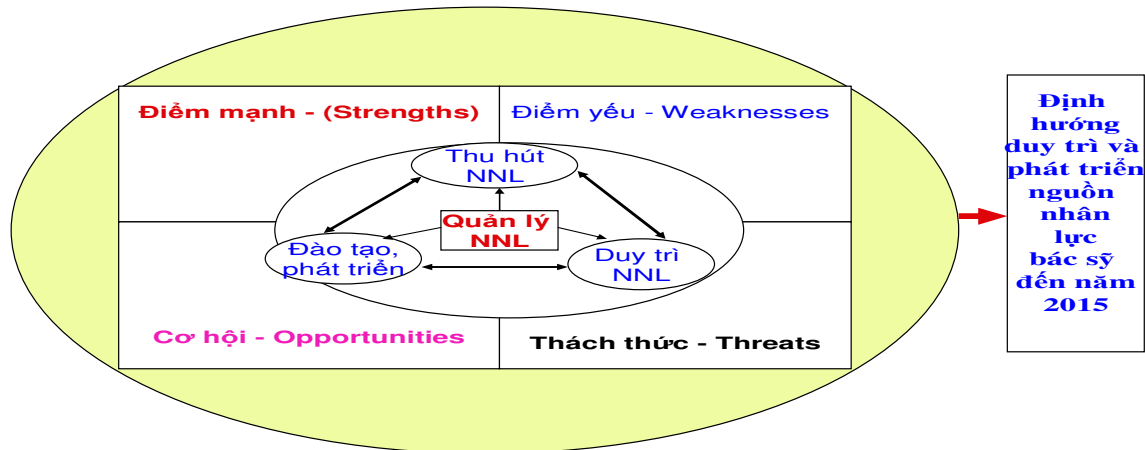 Điểm mạnh - (Strengths)
Điểm yếu - Weaknesses
Thu hút
NNL
Quản lý
NNL
Đào tạo,
phát triển
Duy trì
NNL
Cơ hội - Opportunities
Thách thức - Threats
Định
hướng
duy trì và
phát triển
nguồn
nhân
lực
bác sỹ
đến năm
2015